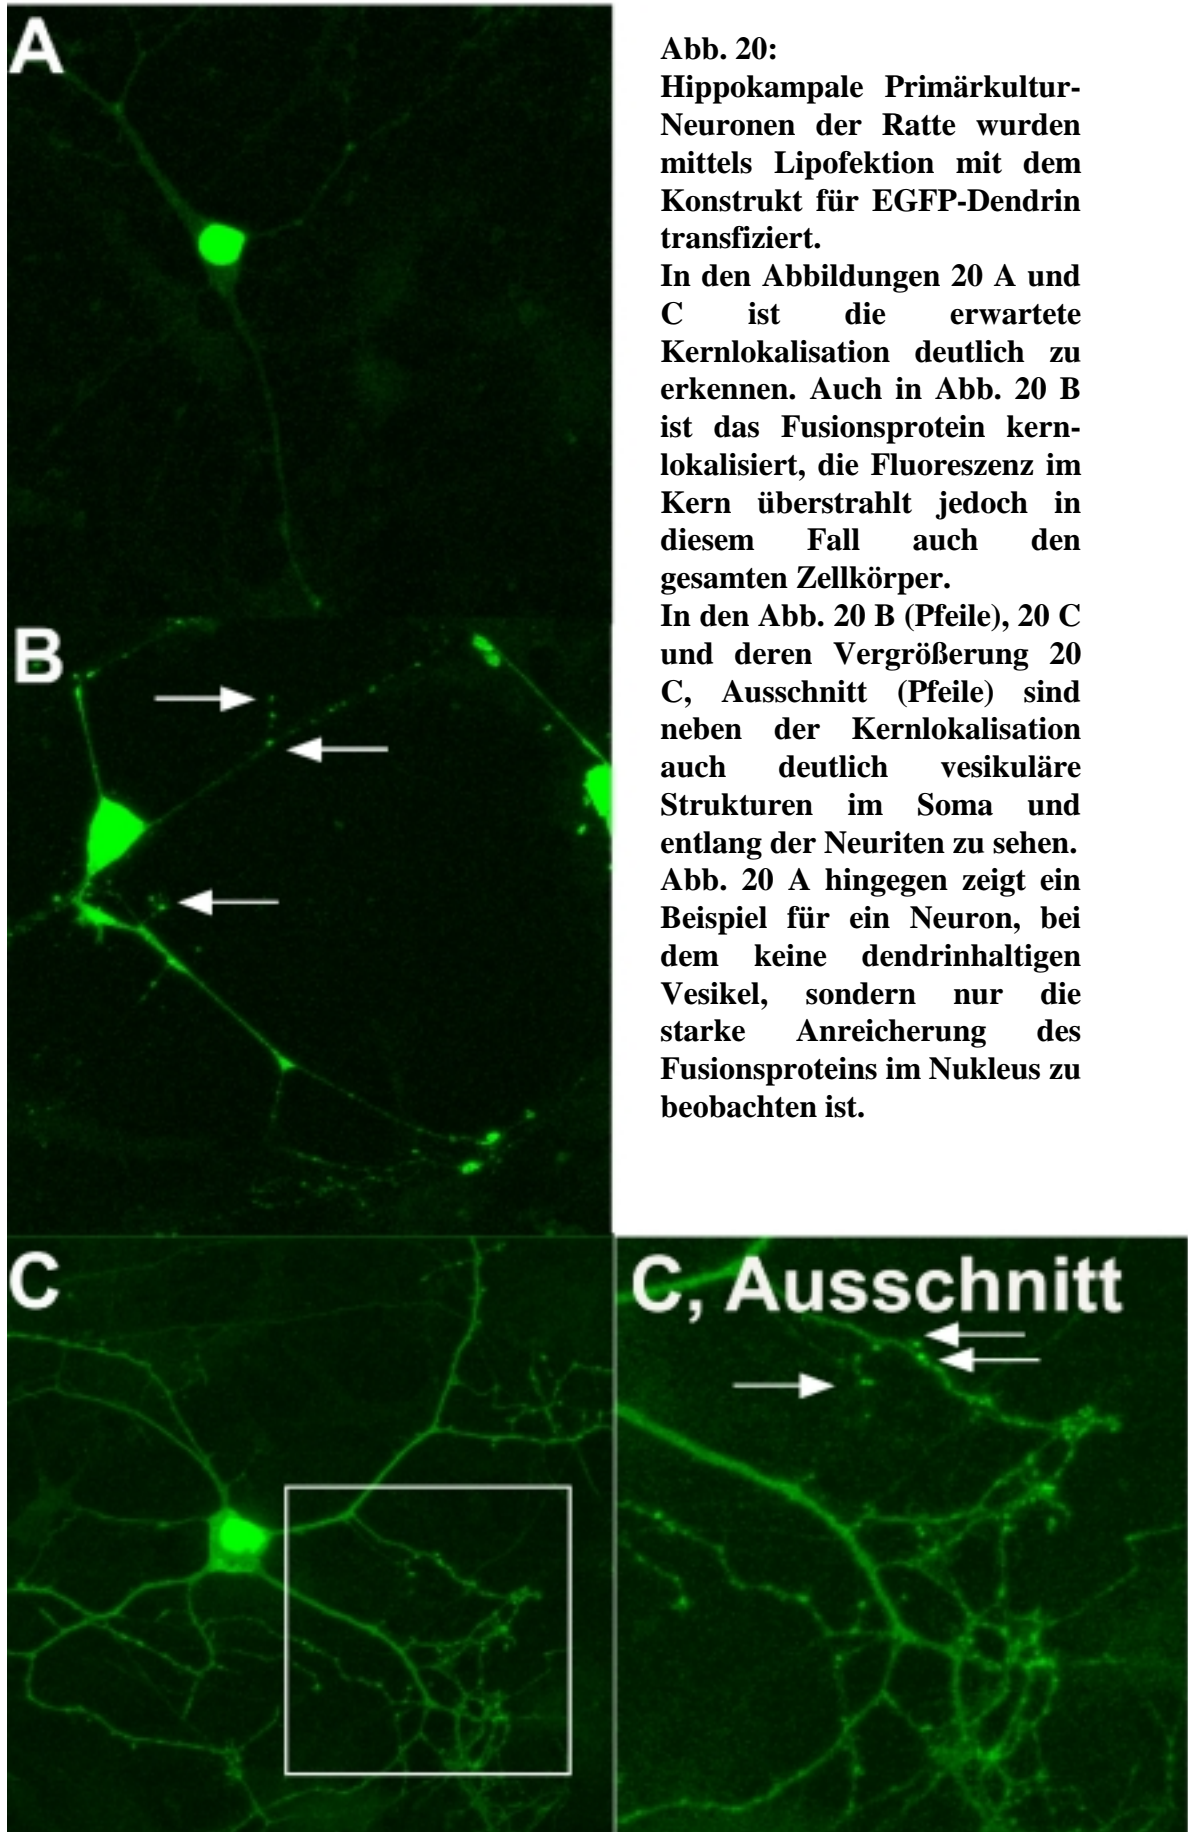 A
Abb. 20:
Hippokampale Primärkultur-
Neuronen der Ratte wurden
mittels Lipofektion mit dem
Konstrukt für EGFP-Dendrin
transfiziert.
In den Abbildungen 20 A und
C ist die erwartete
Kernlokalisation deutlich zu
erkennen. Auch in Abb. 20 B
ist das Fusionsprotein kern-
lokalisiert, die Fluoreszenz im
Kern überstrahlt jedoch in
diesem Fall auch den
gesamten Zellkörper.
In den Abb. 20 B (Pfeile), 20 C
und deren Vergrößerung 20
C, Ausschnitt (Pfeile) sind
neben der Kernlokalisation
auch deutlich vesikuläre
Strukturen im Soma und
entlang der Neuriten zu sehen.
Abb. 20 A hingegen zeigt ein
Beispiel für ein Neuron, bei
dem keine dendrinhaltigen
Vesikel, sondern nur die
starke Anreicherung des
Fusionsproteins im Nukleus zu
beobachten ist.
B
C
C, Ausschnitt